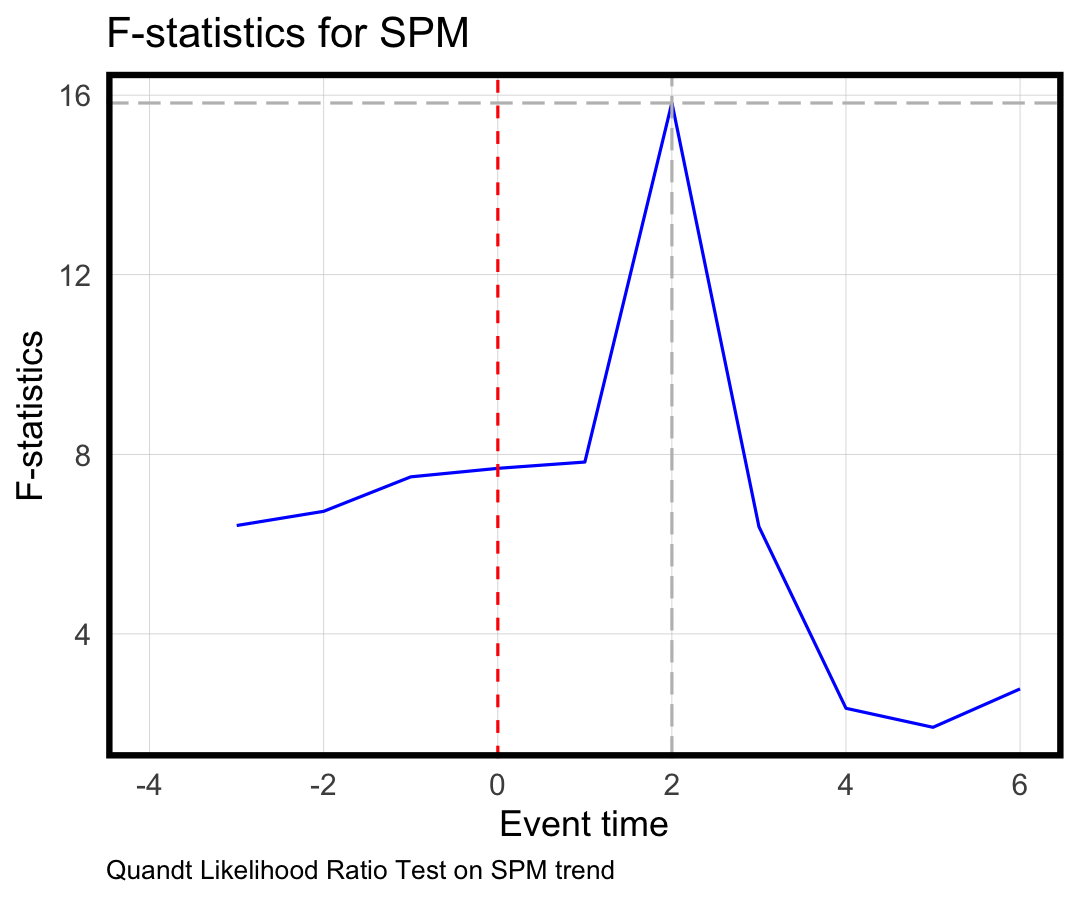 F-statistics for SPM
16
12
8
4
F-statistics
-4 -2 0 2 4 6
Event time
Quandt Likelihood Ratio Test on SPM trend